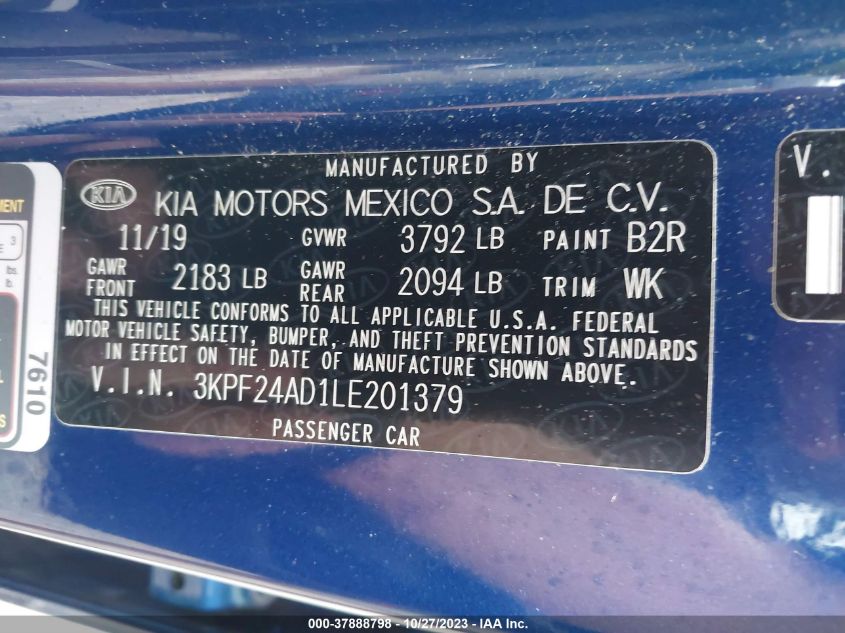 MANUFACTURED BY
KIA KIA MOTORS MEXICO S.A. DE C.V.
11/19 GVWR 3792 LB PAINT B2R
GAWR FRONT 2183 LB GAWR REAR 2094 LB TRIM WK
THIS VEHICLE CONFORMS TO ALL APPLICABLE U.S.A. FEDERAL
MOTOR VEHICLE SAFETY, BUMPER, AND THEFT PREVENTION STANDARDS
IN EFFECT ON THE DATE OF MANUFACTURE SHOWN ABOVE.
V.I.N. 3KPF24AD1LE201379
PASSENGER CAR
MENT
3
E
lbs.
b.
7610
V.
000-37888798 - 10/27/2023 - IAA Inc.